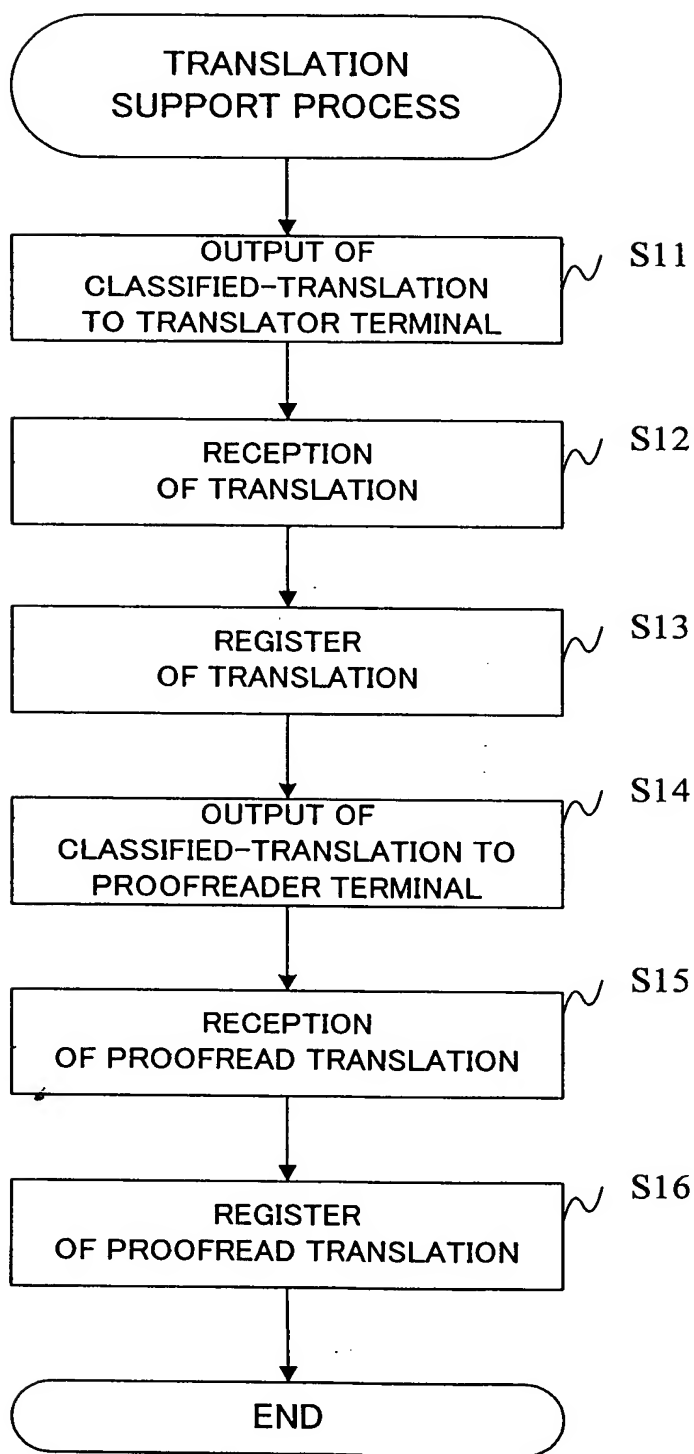 TRANSLATION
SUPPORT PROCESS
OUTPUT OF
CLASSIFIED-TRANSLATION
TO TRANSLATOR TERMINAL
S11
RECEPTION
OF TRANSLATION
S12
REGISTER
OF TRANSLATION
S13
OUTPUT OF
CLASSIFIED-TRANSLATION TO
PROOFREADER TERMINAL
S14
RECEPTION
OF PROOFREAD TRANSLATION
S15
REGISTER
OF PROOFREAD TRANSLATION
S16
END